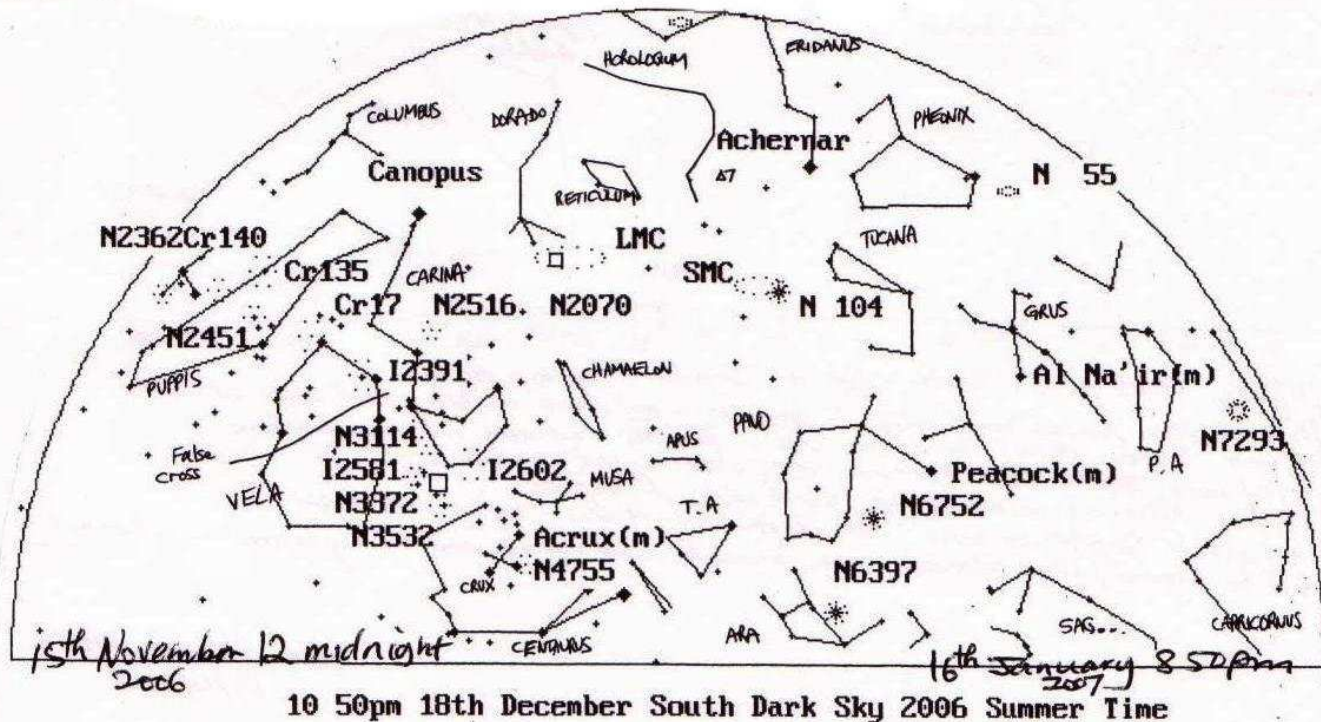 HOROLOGIUM
ERIDANUS
COLUMBUS
DORADO
PHEONIX
Achernar
Canopus
Δ7
N 55
RETICULUM
N2362Cr140
LMC
TUCANA
Cr135
CARINA
SMC
Cr17
N2516.
N2070
N 104
GRUS
N2451
PUPPIS
I2391
CHAMAELON
Al Na'ir(m)
N3114
APUS
PAVO
N7293
False
cross
I2581
I2602
MUSA
Peacock(m)
P.A
VELA
N3372
T.A
N6752
N3532
Acrux(m)
N4755
N6397
CRUX
CENTAURUS
ARA
SAG...
CAPRICORNUS
15th November 12 midnight
2006
16th January 8 50pm
2007
10 50pm 18th December South Dark Sky 2006 Summer Time